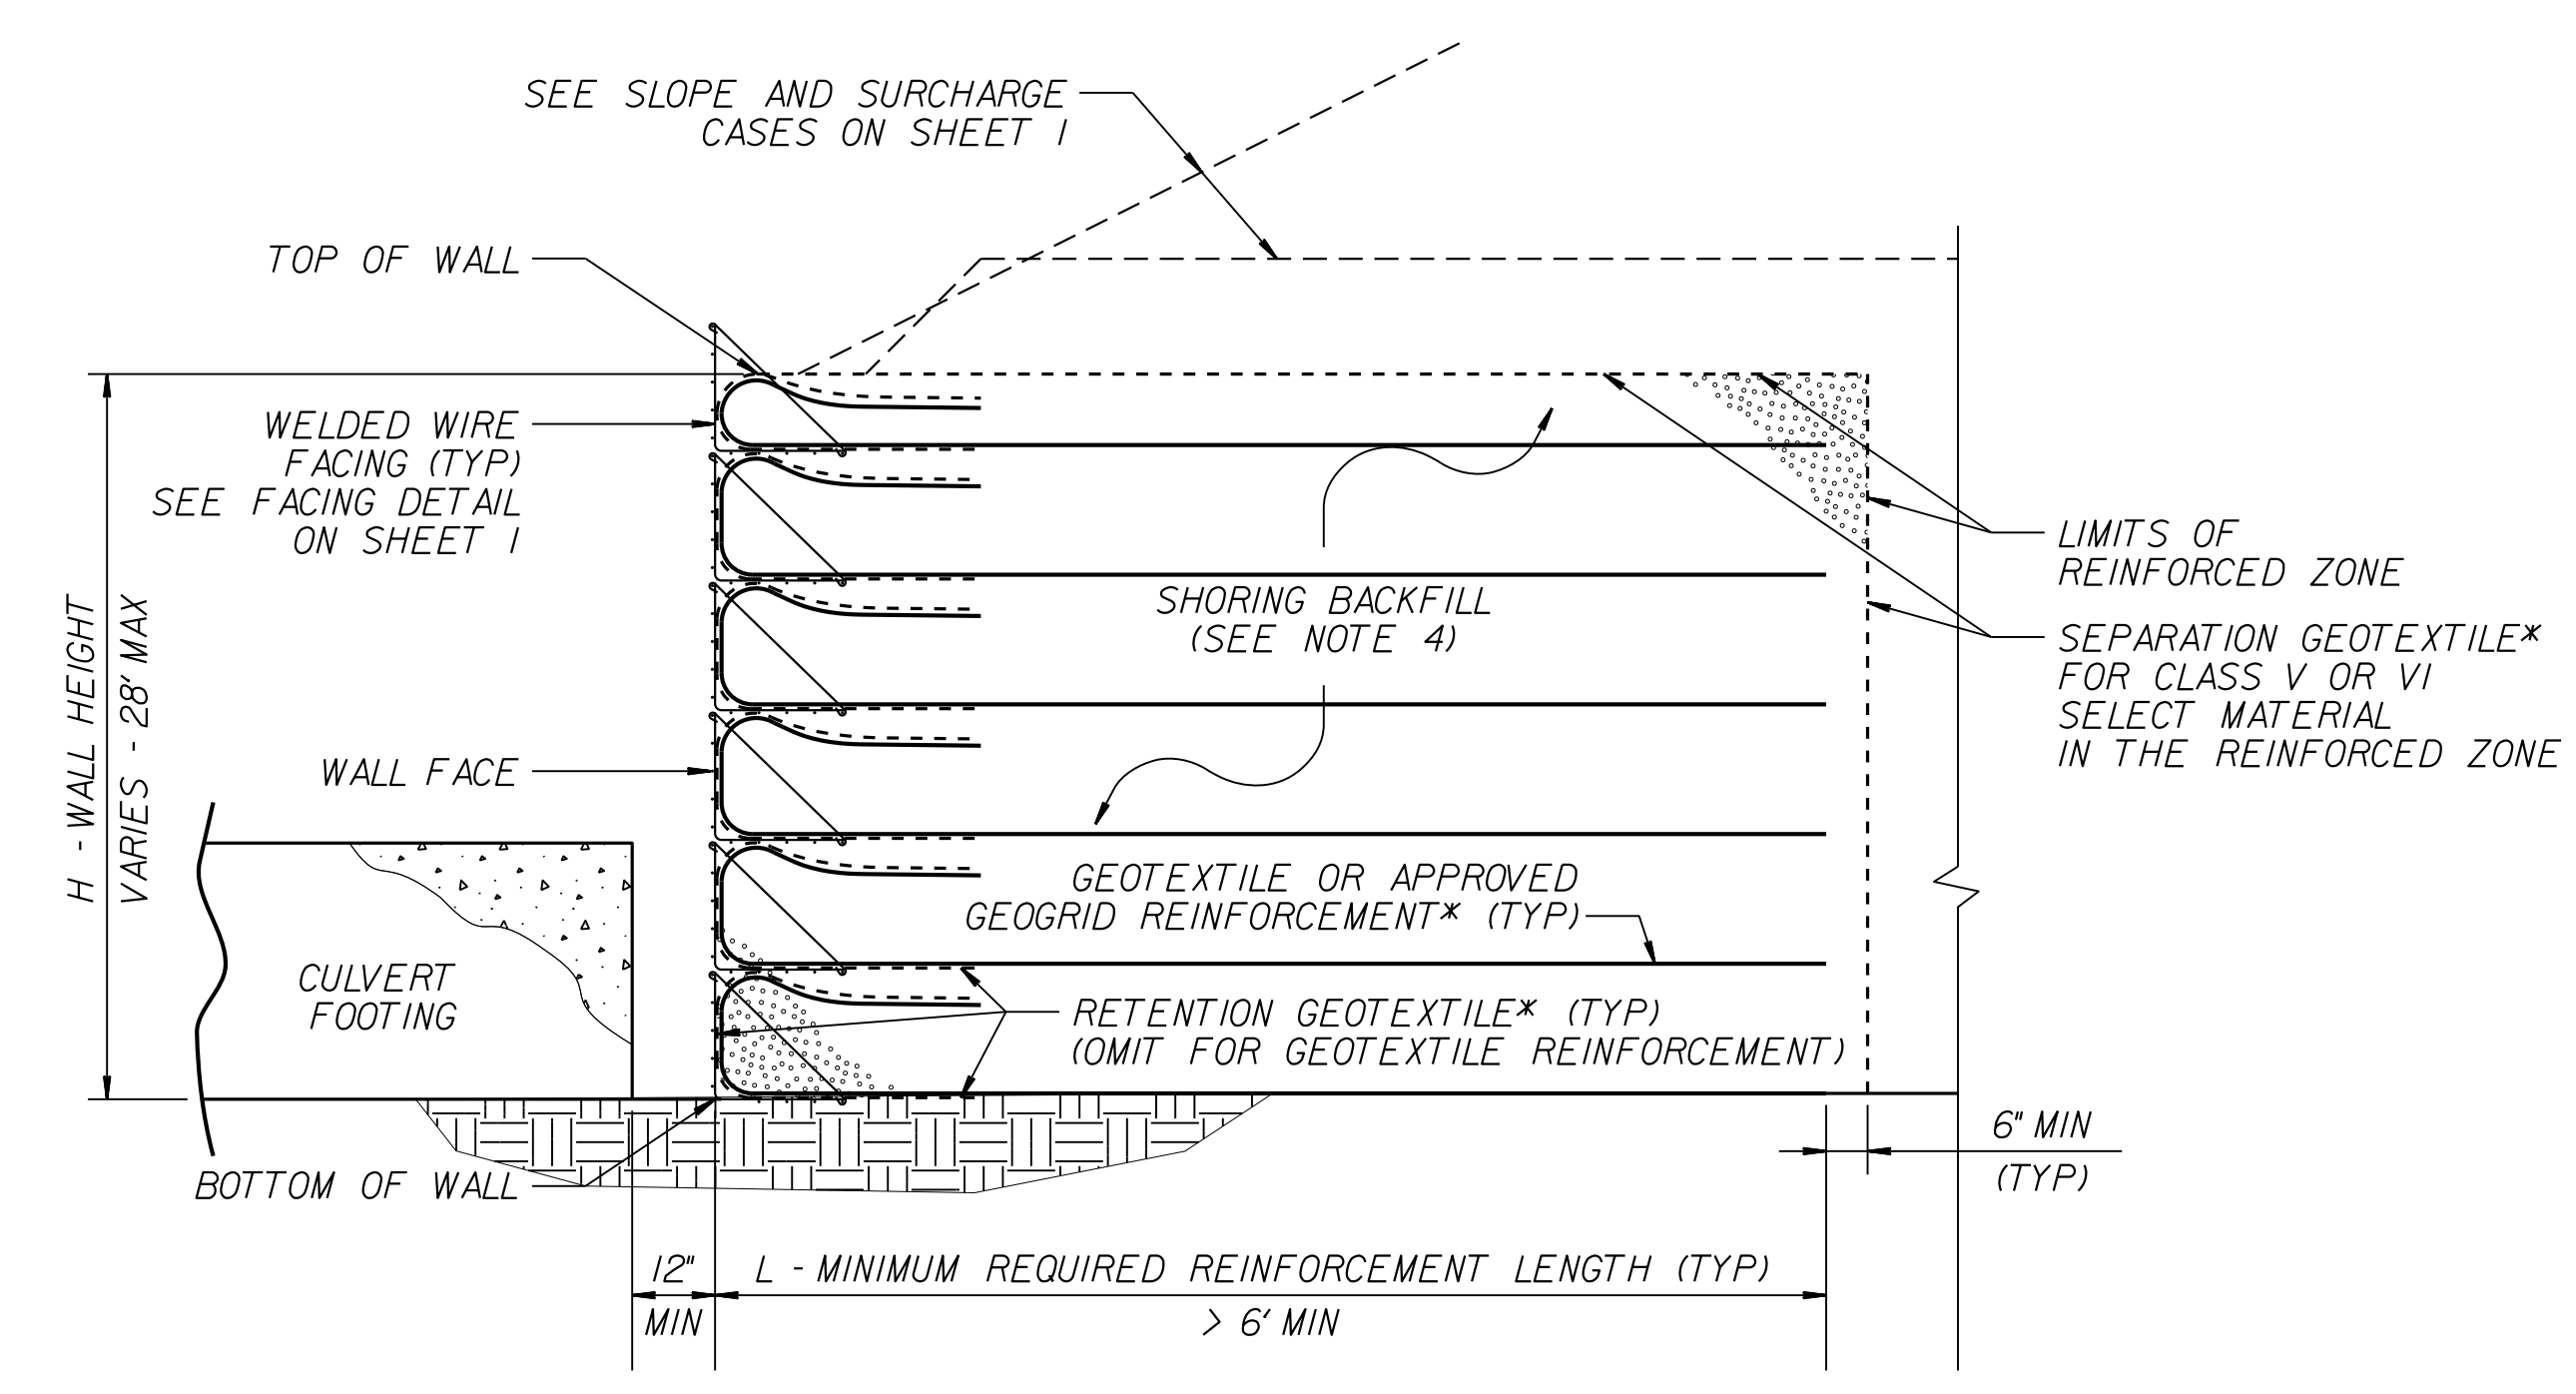 SEE SLOPE AND SURCHARGE
CASES ON SHEET 1
TOP OF WALL
WELDED WIRE
FACING (TYP)
SEE FACING DETAIL
ON SHEET 1
H - WALL HEIGHT
VARIES - 28' MAX
WALL FACE
CULVERT
FOOTING
BOTTOM OF WALL
SHORING BACKFILL
(SEE NOTE 4)
GEOTEXTILE OR APPROVED
GEOGRID REINFORCEMENT* (TYP)
RETENTION GEOTEXTILE* (TYP)
(OMIT FOR GEOTEXTILE REINFORCEMENT)
LIMITS OF
REINFORCED ZONE
SEPARATION GEOTEXTILE*
FOR CLASS V OR VI
SELECT MATERIAL
IN THE REINFORCED ZONE
6" MIN
(TYP)
12"
MIN
L - MINIMUM REQUIRED REINFORCEMENT LENGTH (TYP)
> 6' MIN